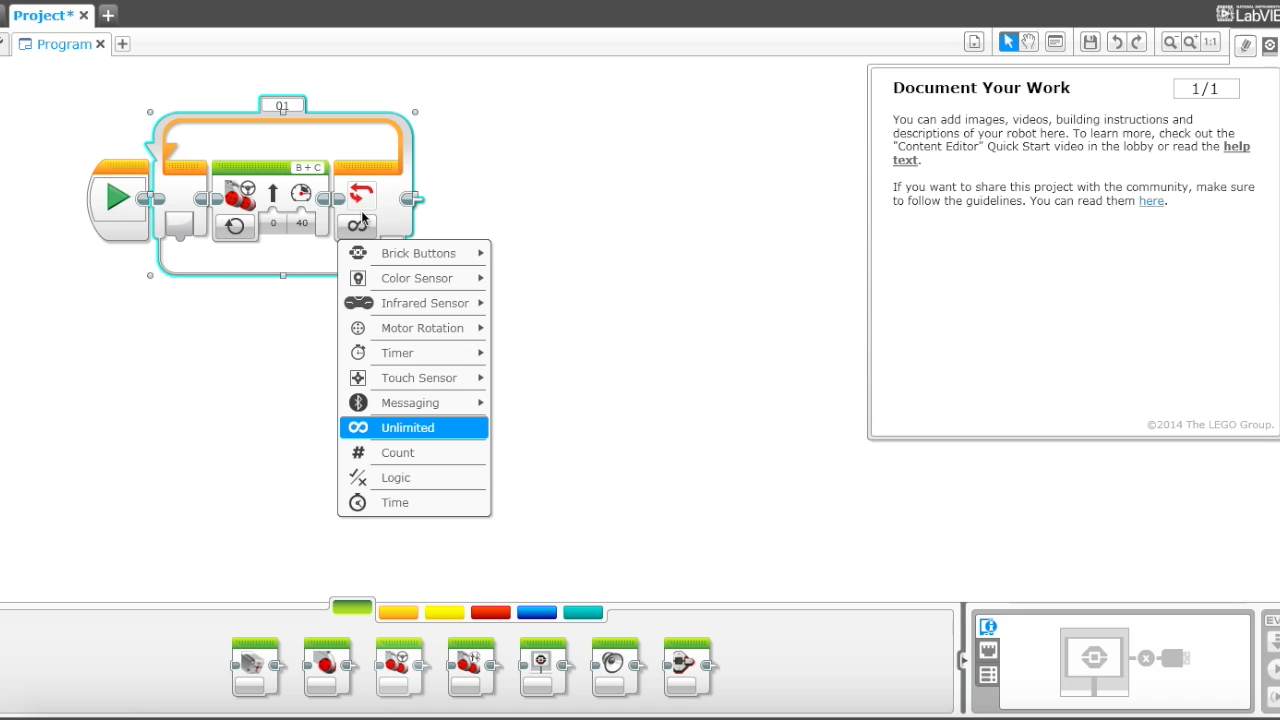 Project*
LabVIE
Program
1:1
Document Your Work
1/1
You can add images, videos, building instructions and
descriptions of your robot here. To learn more, check out the
"Content Editor" Quick Start video in the lobby or read the help
text.
If you want to share this project with the community, make sure
to follow the guidelines. You can read them here.
©2014 The LEGO Group.
01
B + C
0
40
Brick Buttons
Color Sensor
Infrared Sensor
Motor Rotation
Timer
Touch Sensor
Messaging
Unlimited
# Count
Logic
Time
EV